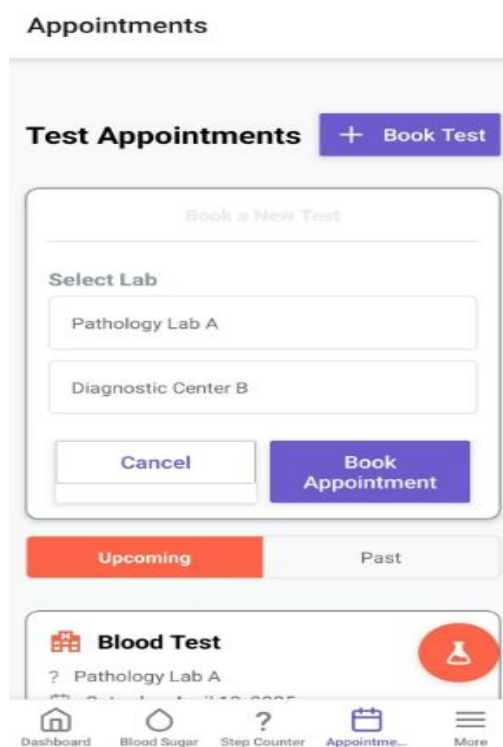 Appointments
Test Appointments
+ Book Test
Book a New Test
Select Lab
Pathology Lab A
Diagnostic Center B
Cancel
Book
Appointment
Upcoming
Past
Blood Test
? Pathology Lab A
?
Dashboard
Blood Sugar
Step Counter
Appointme...
More